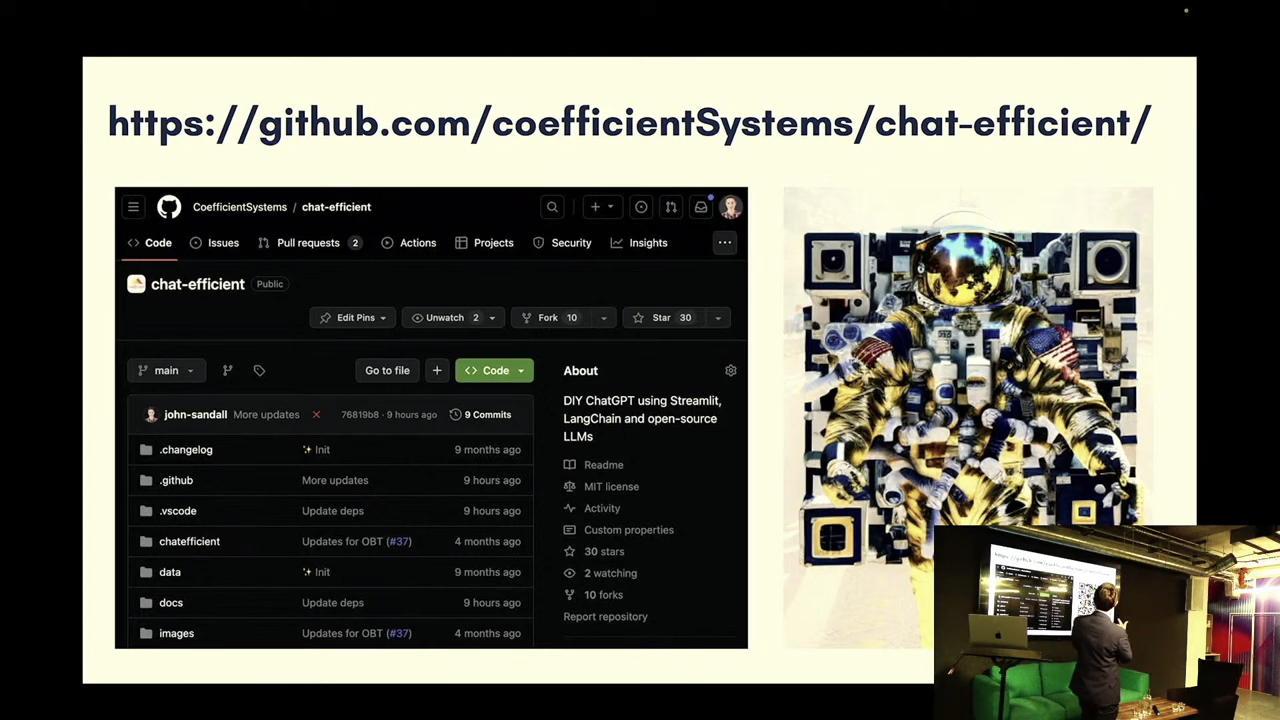 https://github.com/coefficientSystems/chat-efficient/
CoefficientSystems / chat-efficient
Code Issues Pull requests 2 Actions Projects Security Insights
chat-efficient Public
Edit Pins Unwatch 2 Fork 10 Star 30
main Go to file Code
john-sandall More updates 76819b8 · 9 hours ago 9 Commits
.changelog Init 9 months ago
.github More updates 9 hours ago
.vscode Update deps 9 hours ago
chatefficient Updates for OBT (#37) 4 months ago
data Init 9 months ago
docs Update deps 9 hours ago
images Updates for OBT (#37) 4 months ago
About
DIY ChatGPT using Streamlit,
LangChain and open-source
LLMs
Readme
MIT license
Activity
Custom properties
30 stars
2 watching
10 forks
Report repository